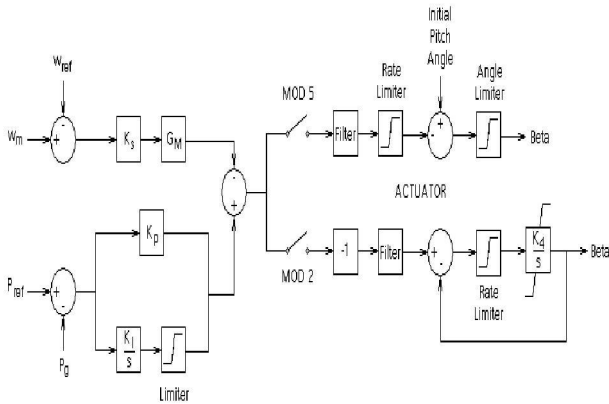 Initial
Pitch
Angle
Wref
Rate
Limiter
Angle
Limiter
MOD 5
Wm
-
+
Ks
GM
Filter
-
+
Beta
-
+
ACTUATOR
Kp
-1
Filter
+
-
K4
s
Beta
MOD 2
Rate
Limiter
Pref
+
-
KI
s
Pg
Limiter